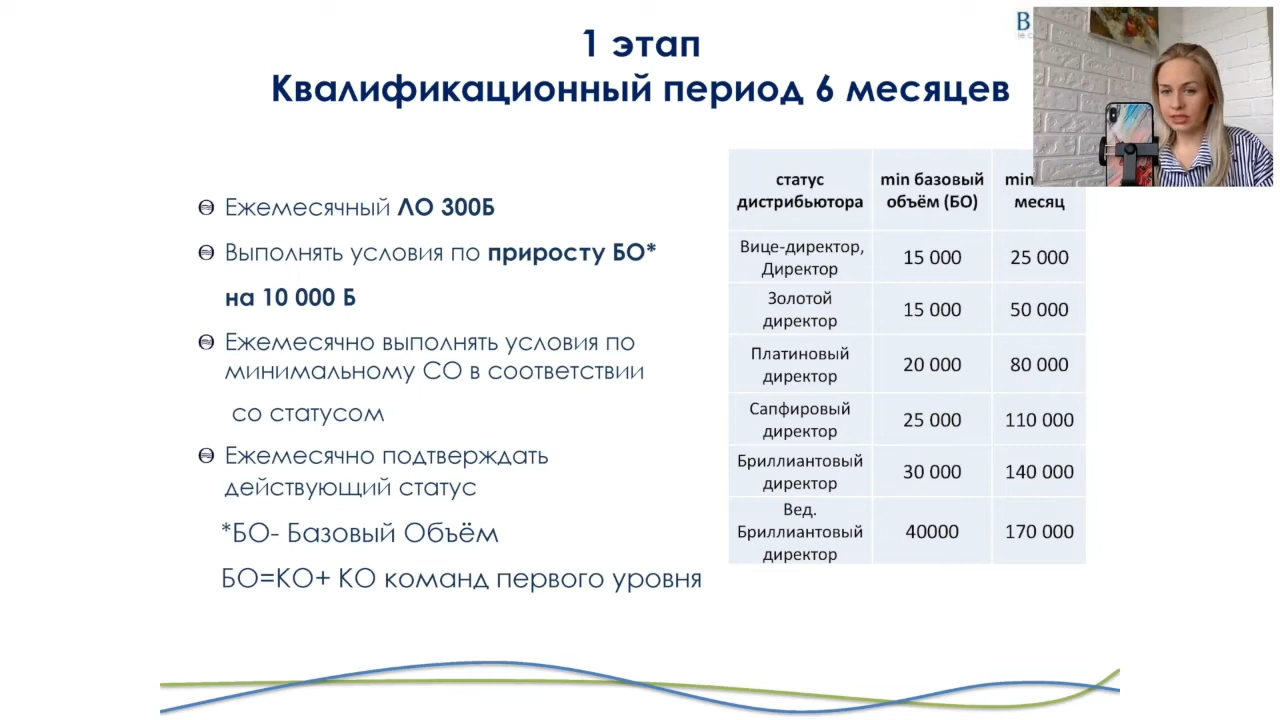 1 этап
Квалификационный период 6 месяцев
Ежемесячный ЛО 300Б
Выполнять условия по приросту БО*
на 10 000 Б
Ежемесячно выполнять условия по
минимальному СО в соответствии
со статусом
Ежемесячно подтверждать
действующий статус
*БО- Базовый Объём
БО=КО+ КО команд первого уровня
статус
дистрибьютора
min базовый
объём (БО)
min
месяц
Вице-директор,
Директор
15 000
25 000
Золотой
директор
15 000
50 000
Платиновый
директор
20 000
80 000
Сапфировый
директор
25 000
110 000
Бриллиантовый
директор
30 000
140 000
Вед.
Бриллиантовый
директор
40000
170 000